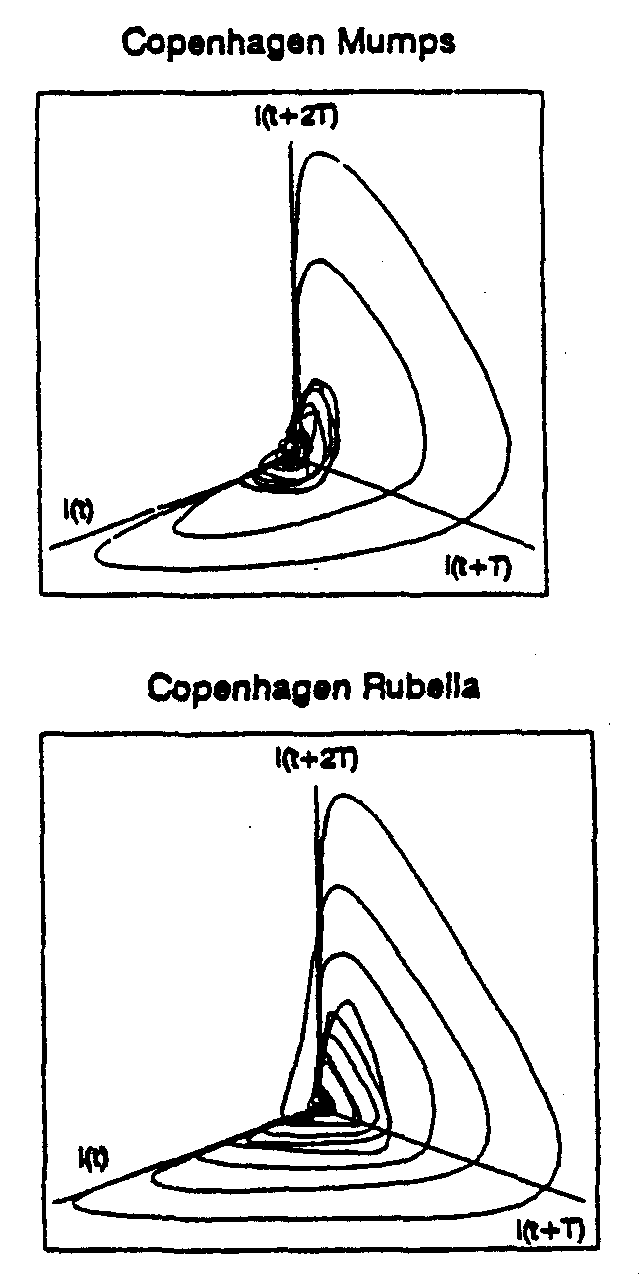 Copenhagen Mumps
I(t+2T)
I(t)
I(t+T)
Copenhagen Rubella
I(t+2T)
I(t)
I(t+T)